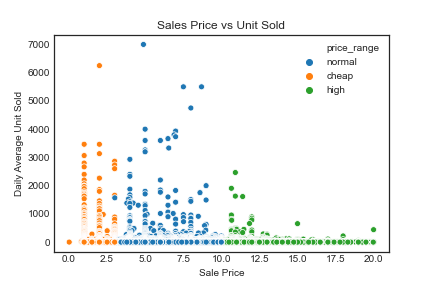 Sales Price vs Unit Sold
Daily Average Unit Sold
7000
6000
5000
4000
3000
2000
1000
0
price_range
normal
cheap
high
0.0 2.5 5.0 7.5 10.0 12.5 15.0 17.5 20.0
Sale Price